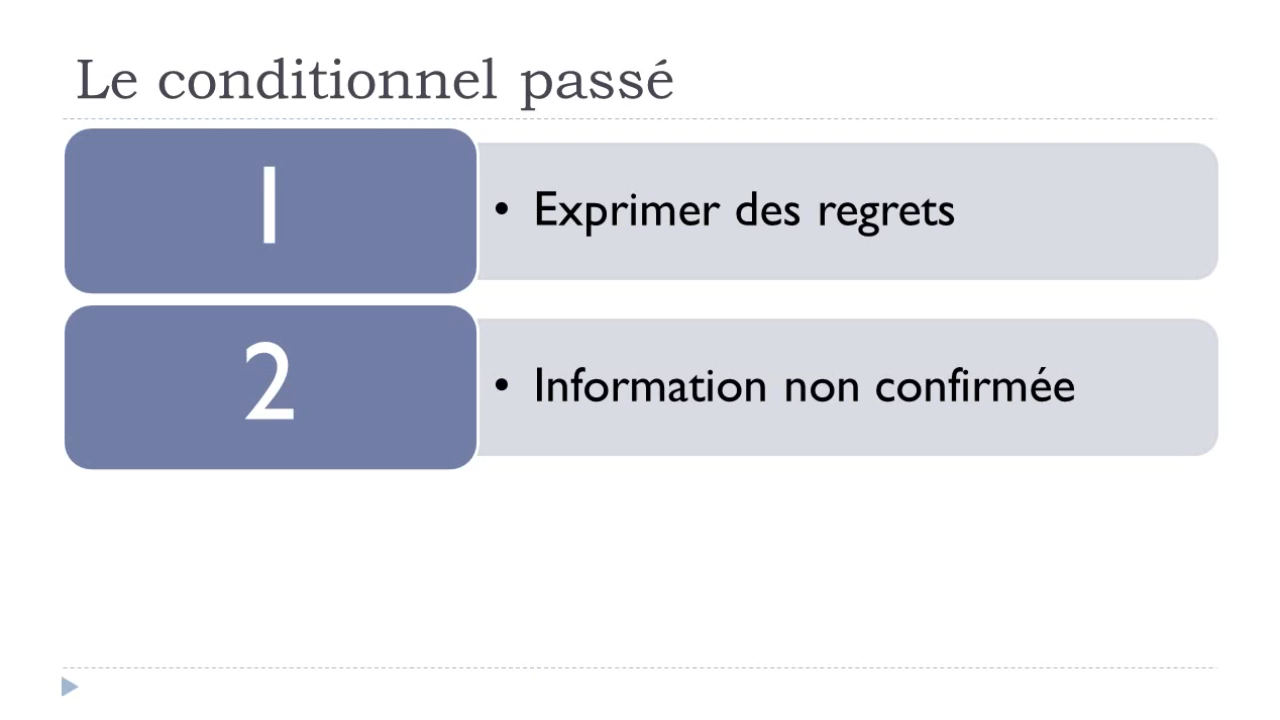 Le conditionnel passé
1
• Exprimer des regrets
2
• Information non confirmée